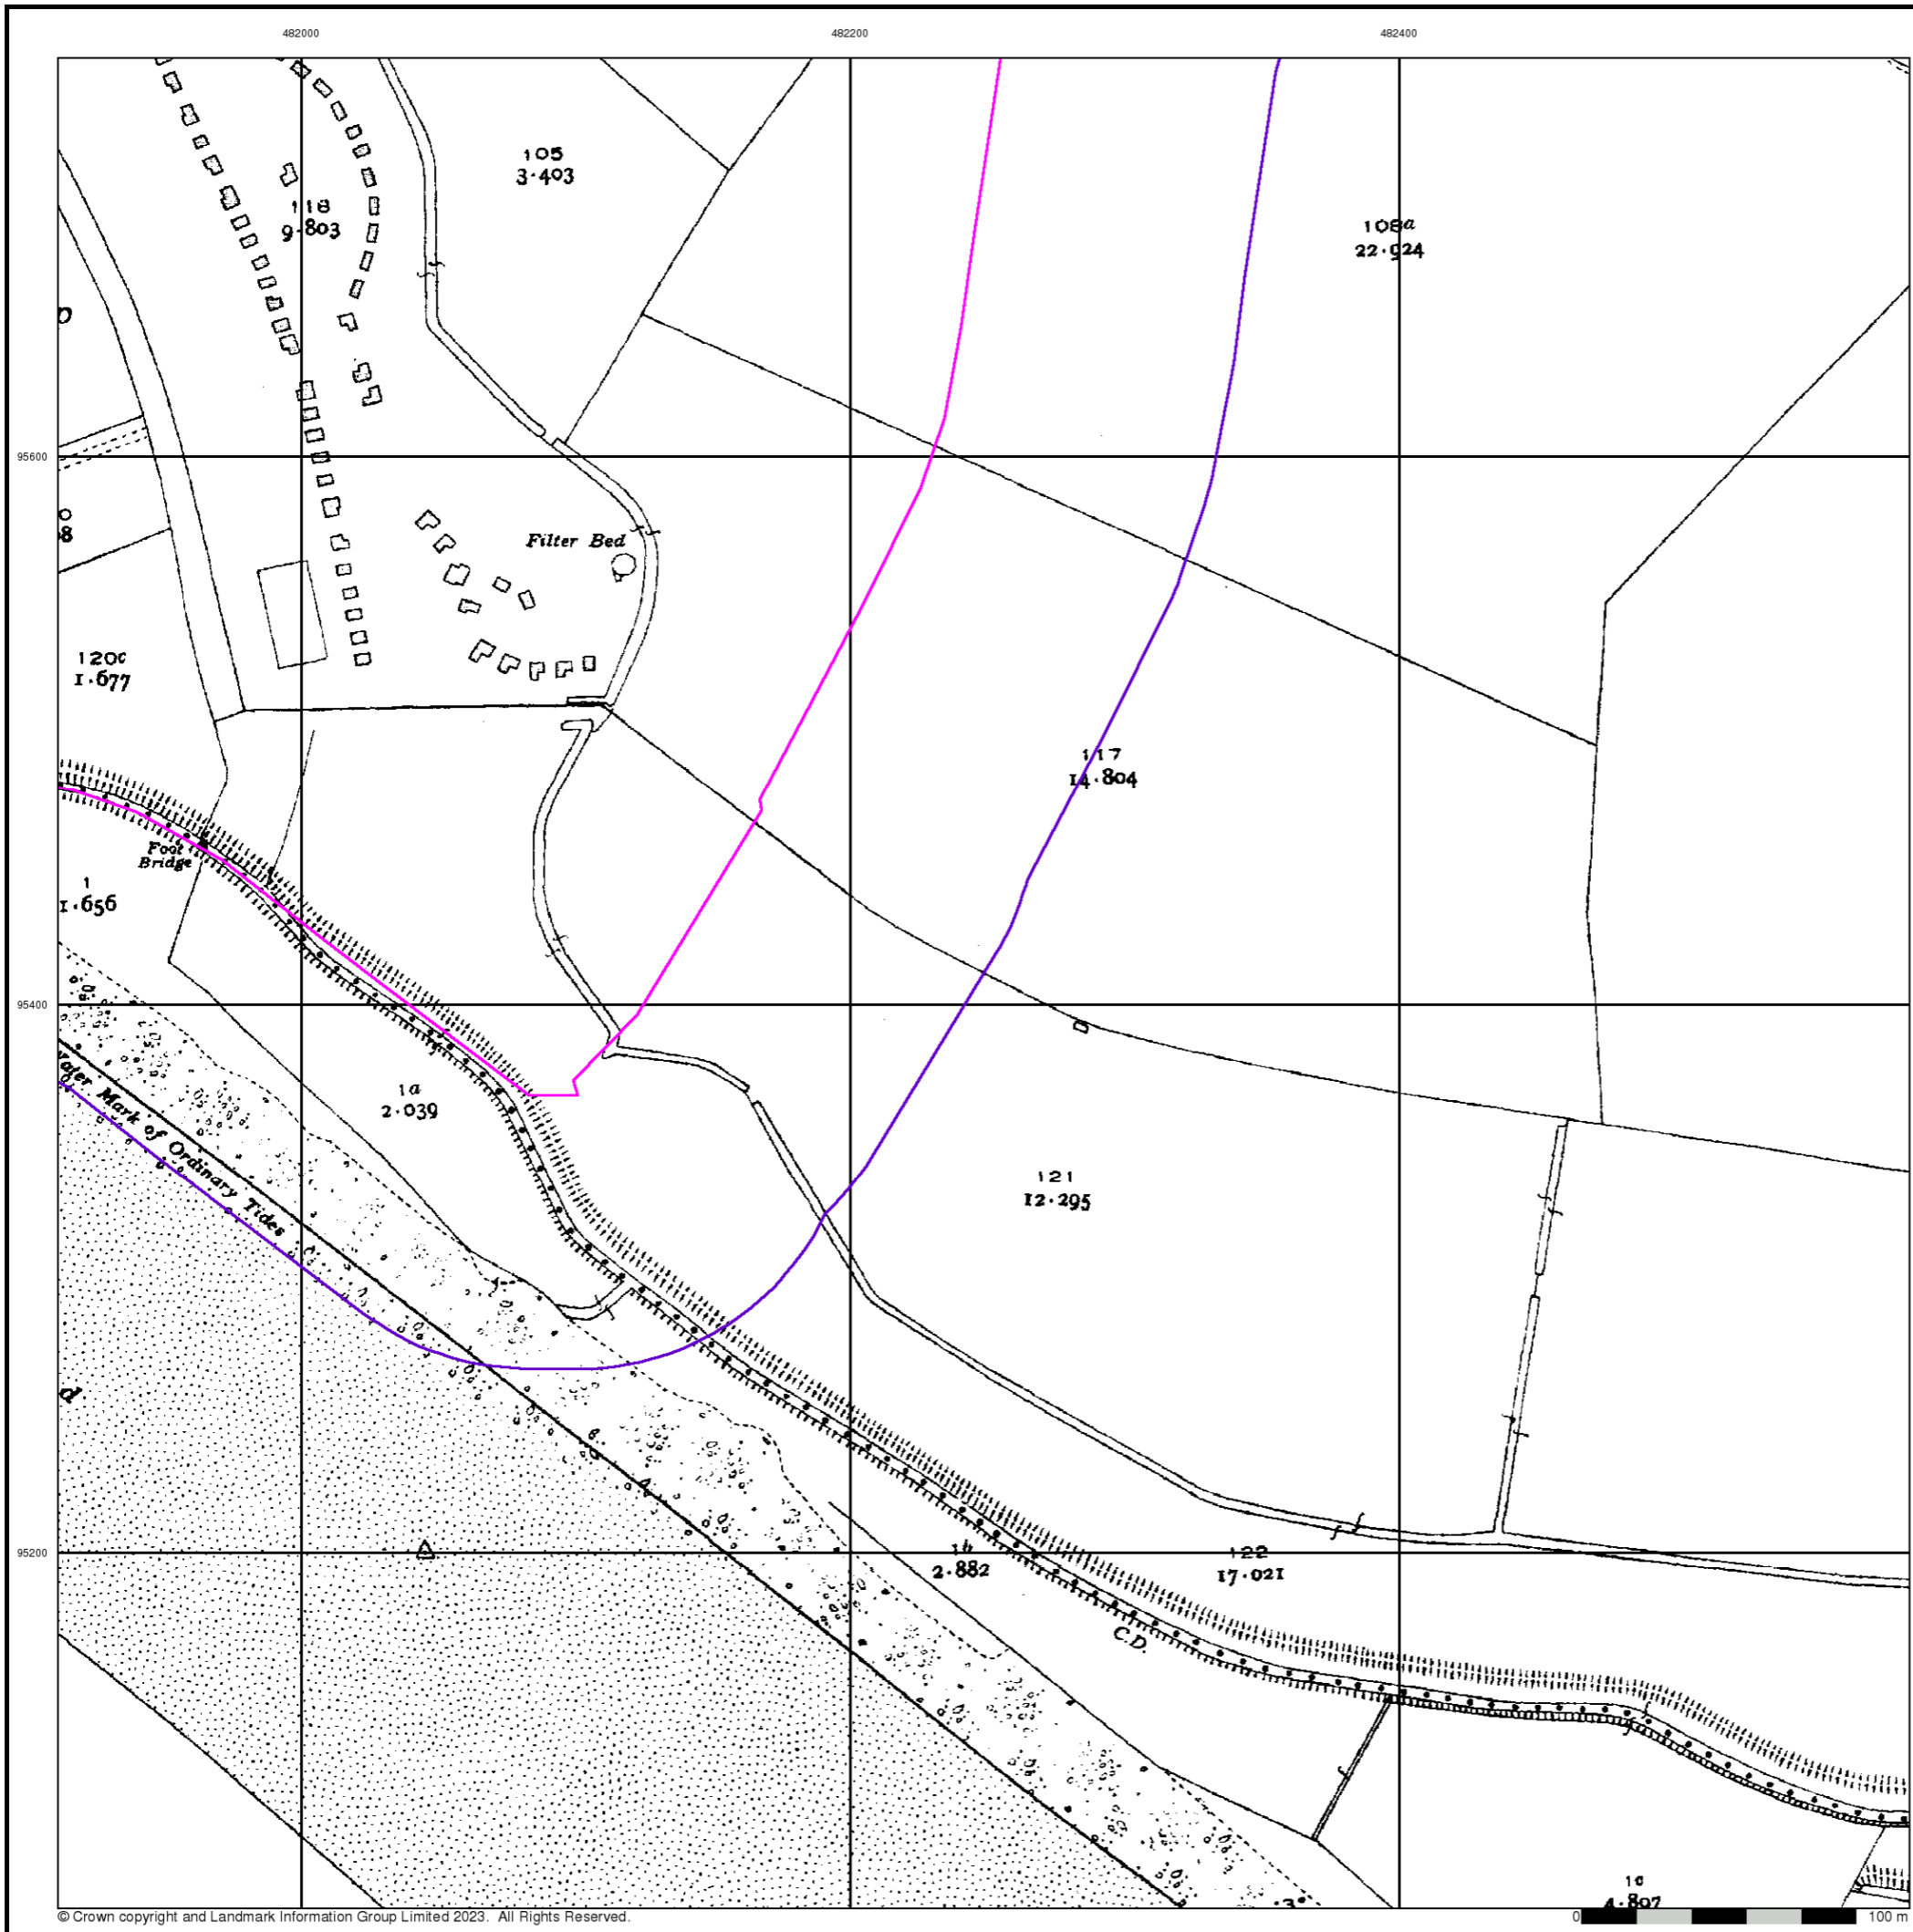 482000
482200
482400
105
3·403
118
9·803
108a
22·924
95600
Filter Bed
120c
1·677
117
14·804
Foot
Bridge
1
1·656
95400
1a
2·039
water Mark of Ordinary Tides
121
12·295
d
95200
1b
2·882
122
17·021
C.D.
1c
4·807
© Crown copyright and Landmark Information Group Limited 2023. All Rights Reserved.
0
100 m